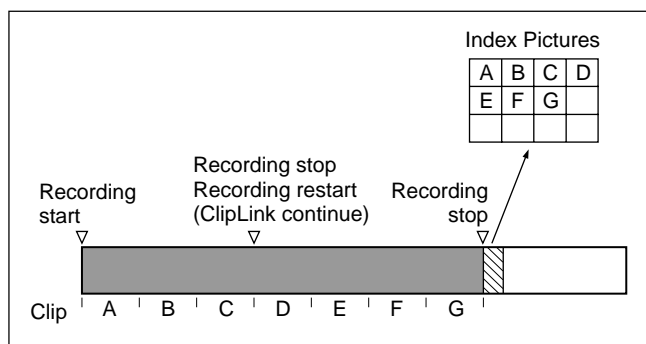 Index Pictures
A B C D
E F G
Recording start
Recording stop
Recording restart
(ClipLink continue)
Recording stop
Clip A B C D E F G